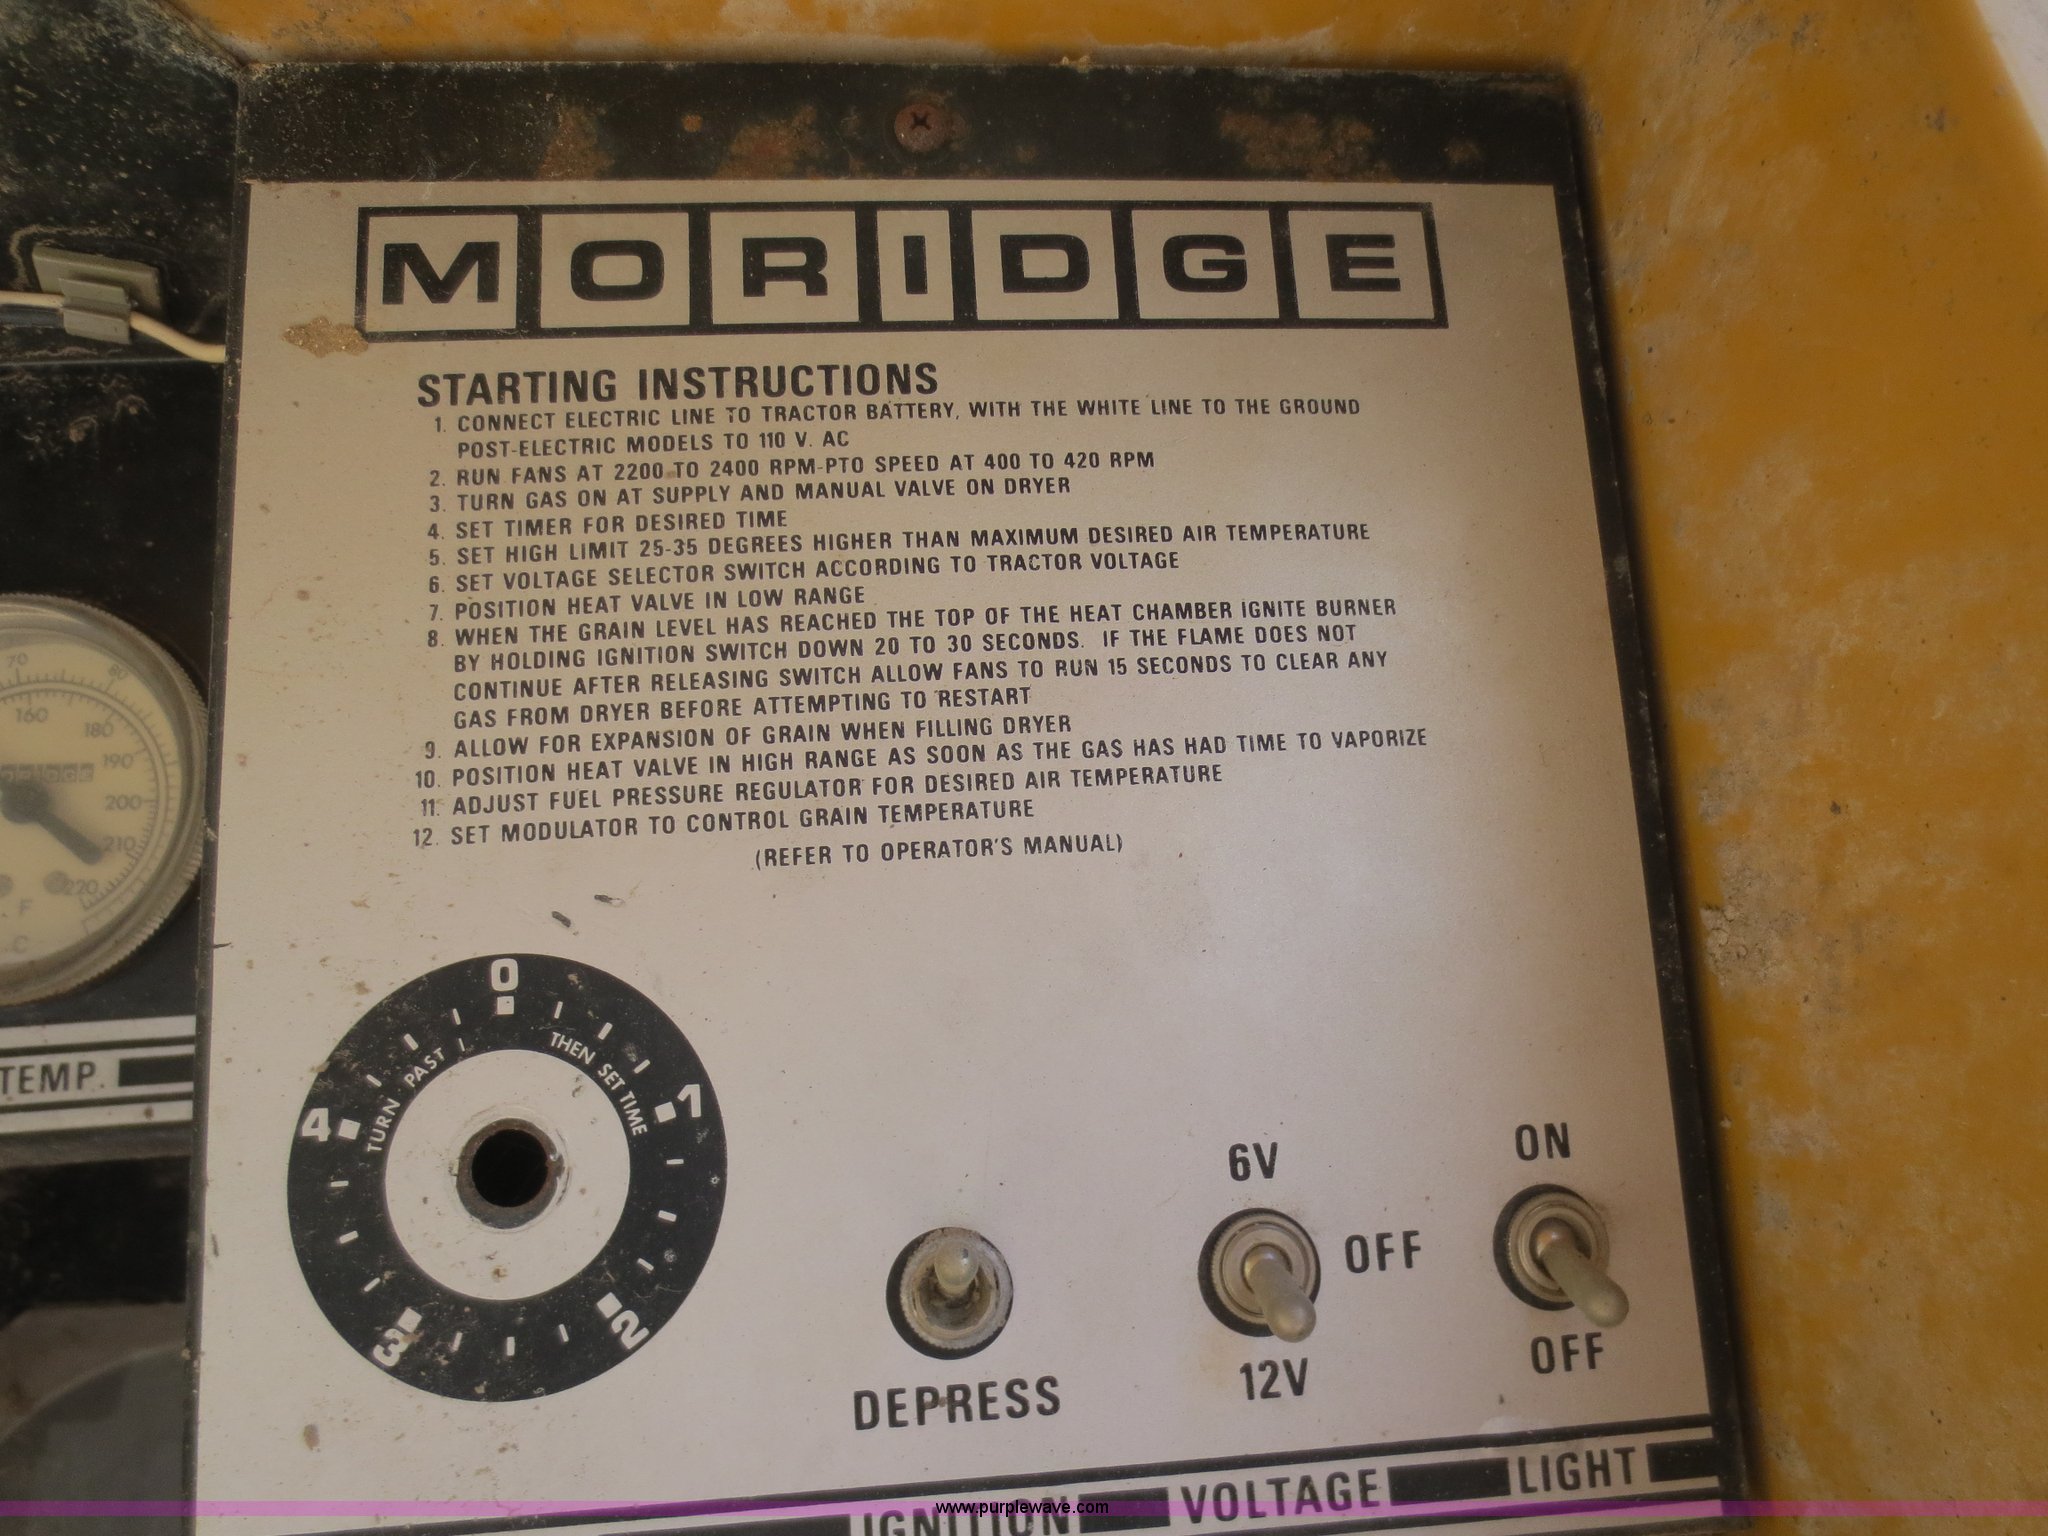 MORIDGE
STARTING INSTRUCTIONS
1. CONNECT ELECTRIC LINE TO TRACTOR BATTERY, WITH THE WHITE LINE TO THE GROUND
POST-ELECTRIC MODELS TO 110 V. AC
2. RUN FANS AT 2200 TO 2400 RPM-PTO SPEED AT 400 TO 420 RPM
3. TURN GAS ON AT SUPPLY AND MANUAL VALVE ON DRYER
4. SET TIMER FOR DESIRED TIME
5. SET HIGH LIMIT 25-35 DEGREES HIGHER THAN MAXIMUM DESIRED AIR TEMPERATURE
6. SET VOLTAGE SELECTOR SWITCH ACCORDING TO TRACTOR VOLTAGE
7. POSITION HEAT VALVE IN LOW RANGE
8. WHEN THE GRAIN LEVEL HAS REACHED THE TOP OF THE HEAT CHAMBER IGNITE BURNER
BY HOLDING IGNITION SWITCH DOWN 20 TO 30 SECONDS. IF THE FLAME DOES NOT
CONTINUE AFTER RELEASING SWITCH ALLOW FANS TO RUN 15 SECONDS TO CLEAR ANY
GAS FROM DRYER BEFORE ATTEMPTING TO RESTART
9. ALLOW FOR EXPANSION OF GRAIN WHEN FILLING DRYER
10. POSITION HEAT VALVE IN HIGH RANGE AS SOON AS THE GAS HAS HAD TIME TO VAPORIZE
11. ADJUST FUEL PRESSURE REGULATOR FOR DESIRED AIR TEMPERATURE
12. SET MODULATOR TO CONTROL GRAIN TEMPERATURE
(REFER TO OPERATOR'S MANUAL)
70 80
160 180 190 200 210 220
F
C
TEMP.
0 1 2 3 4
TURN PAST THEN SET TIME
DEPRESS
6V
OFF
12V
ON
OFF
IGNITION VOLTAGE LIGHT
www.purplewave.com